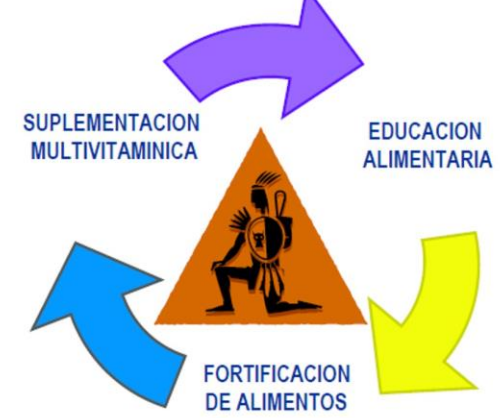 SUPLEMENTACION
MULTIVITAMINICA
EDUCACION
ALIMENTARIA
FORTIFICACION
DE ALIMENTOS